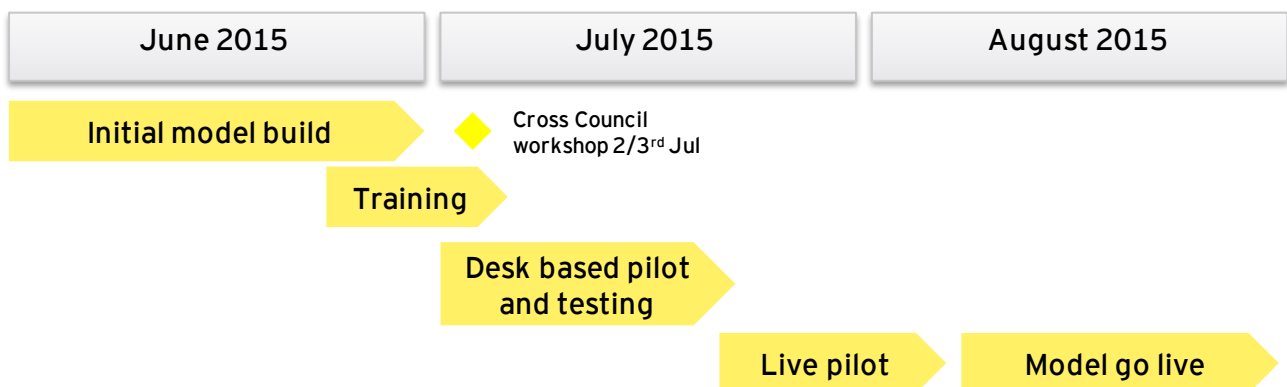 June 2015
July 2015
August 2015
Initial model build
Cross Council
workshop 2/3rd Jul
Training
Desk based pilot
and testing
Live pilot
Model go live